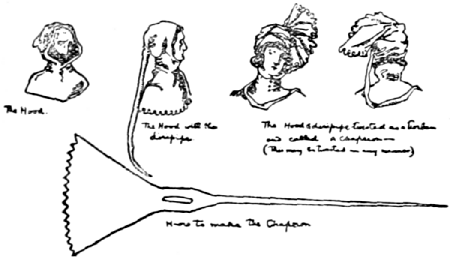 The Hood.
The Hood with the
liripipe
The Hood & liripipe twisted as a Turban
and called a Chaperon —
(This may be twisted in any manner)
How to make the Chaperon